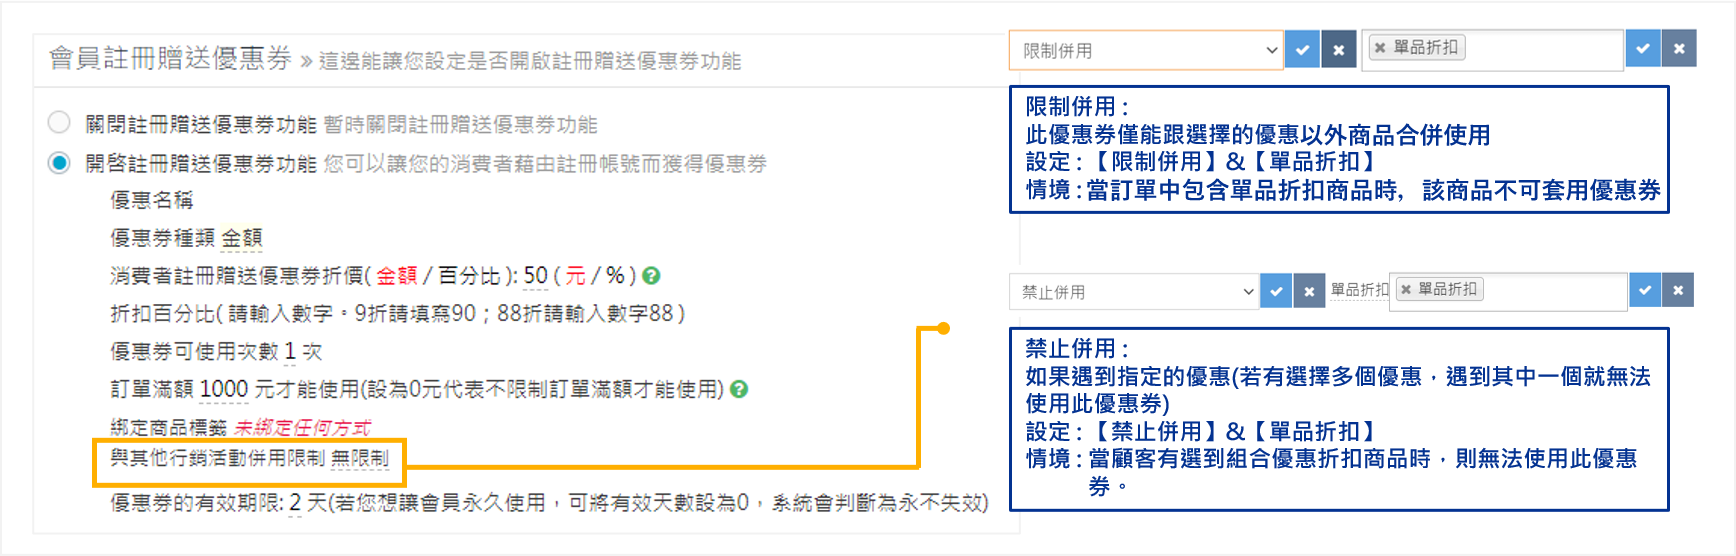 會員註冊贈送優惠券 » 這邊能讓您設定是否開啟註冊贈送優惠券功能
關閉註冊贈送優惠券功能 暫時關閉註冊贈送優惠券功能
開啓註冊贈送優惠券功能 您可以讓您的消費者藉由註冊帳號而獲得優惠券
優惠名稱
優惠券種類 金額
消費者註冊贈送優惠券折價( 金額 / 百分比 ): 50 ( 元 / % )
折扣百分比( 請輸入數字。9折請填寫90；88折請輸入數字88 )
優惠券可使用次數 1 次
訂單滿額 1000 元才能使用(設為0元代表不限制訂單滿額才能使用)
綁定商品標籤 未綁定任何方式
與其他行銷活動併用限制 無限制
優惠券的有效期限: 2 天(若您想讓會員永久使用，可將有效天數設為0，系統會判斷為永不失效)
限制併用
單品折扣
限制併用：
此優惠券僅能跟選擇的優惠以外商品合併使用
設定：【限制併用】&【單品折扣】
情境：當訂單中包含單品折扣商品時，該商品不可套用優惠券
禁止併用
單品折扣
單品折扣
禁止併用：
如果遇到指定的優惠(若有選擇多個優惠，遇到其中一個就無法
使用此優惠券)
設定：【禁止併用】&【單品折扣】
情境：當顧客有選到組合優惠折扣商品時，則無法使用此優惠
券。